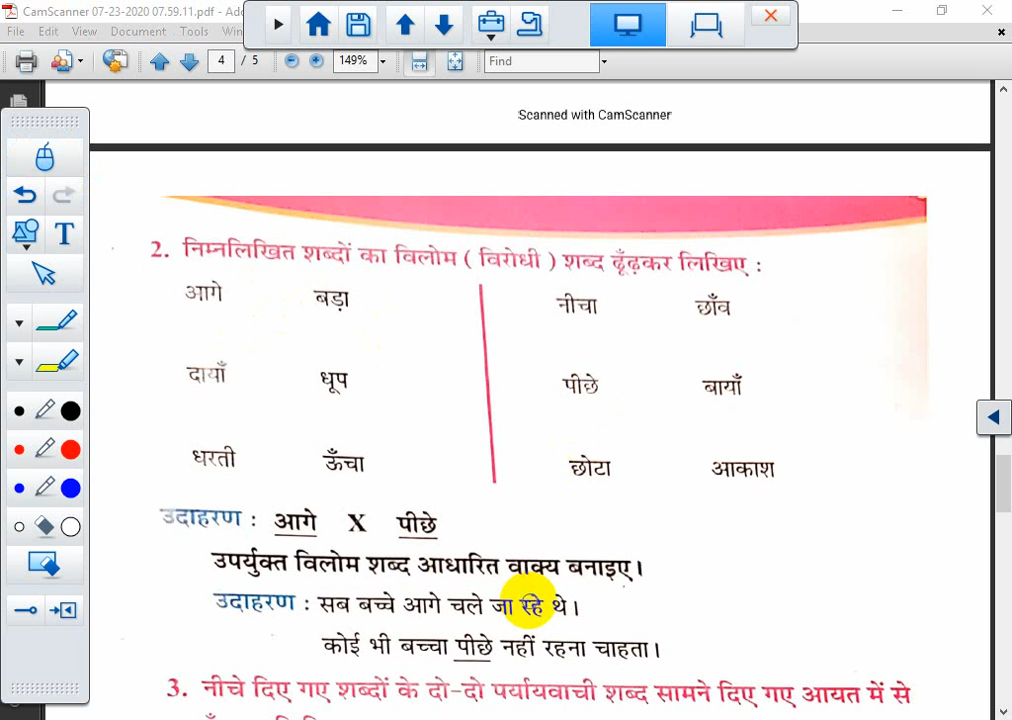 CamScanner 07-23-2020 07.59.11.pdf - Ad
File Edit View Document Tools Win
4 / 5 149% Find
Scanned with CamScanner
2. निम्नलिखित शब्दों का विलोम ( विरोधी ) शब्द ढूँढ़कर लिखिए :
आगे बड़ा नीचा छाँव
दायाँ धूप पीछे बायाँ
धरती ऊँचा छोटा आकाश
उदाहरण : आगे X पीछे
उपर्युक्त विलोम शब्द आधारित वाक्य बनाइए।
उदाहरण : सब बच्चे आगे चले जा रहे थे।
कोई भी बच्चा पीछे नहीं रहना चाहता।
3. नीचे दिए गए शब्दों के दो-दो पर्यायवाची शब्द सामने दिए गए आयत में से